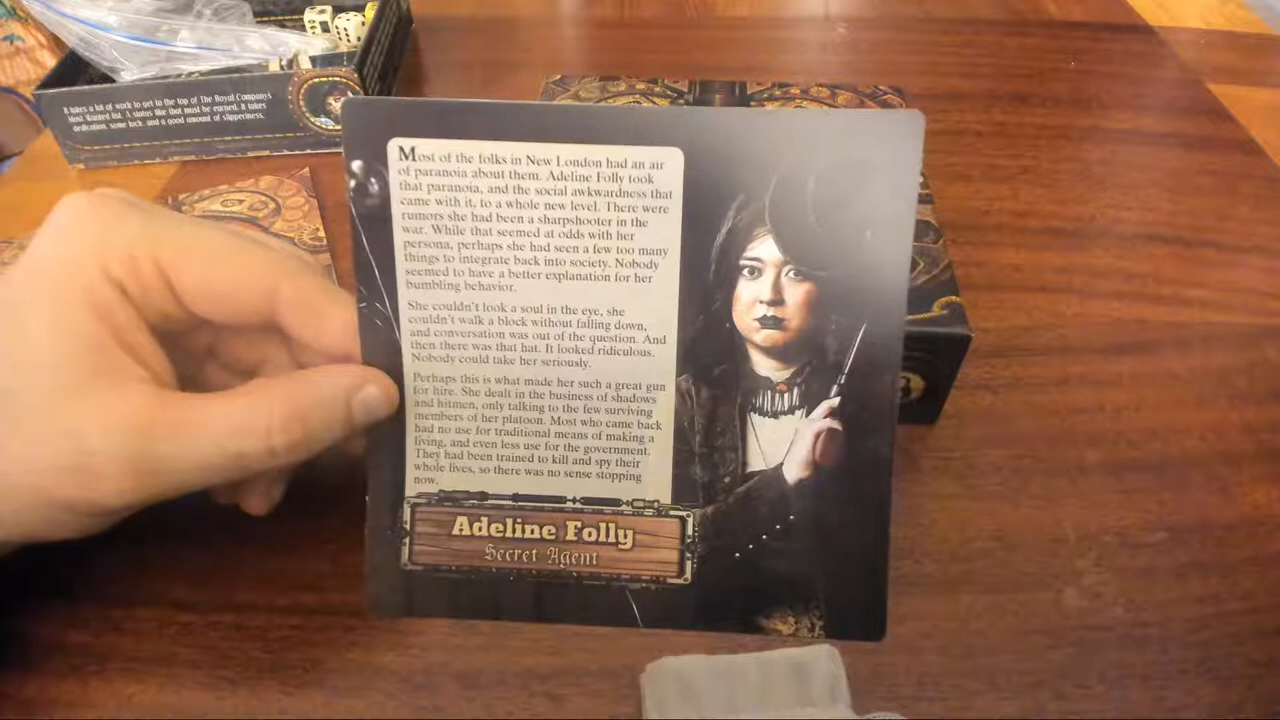 It takes a lot of work to get to the top of The Royal Companys
Most Wanted list. A status like that must be earned. It takes
dedication, some luck, and a good amount of slipperiness.
Most of the folks in New London had an air
of paranoia about them. Adeline Folly took
that paranoia, and the social awkwardness that
came with it, to a whole new level. There were
rumors she had been a sharpshooter in the
war. While that seemed at odds with her
persona, perhaps she had seen a few too many
things to integrate back into society. Nobody
seemed to have a better explanation for her
bumbling behavior.
She couldn't look a soul in the eye, she
couldn't walk a block without falling down,
and conversation was out of the question. And
then there was that hat. It looked ridiculous.
Nobody could take her seriously.
Perhaps this is what made her such a great gun
for hire. She dealt in the business of shadows
and hitmen, only talking to the few surviving
members of her platoon. Most who came back
had no use for traditional means of making a
living, and even less use for the government.
They had been trained to kill and spy their
whole lives, so there was no sense stopping
now.
Adeline Folly
Secret Agent